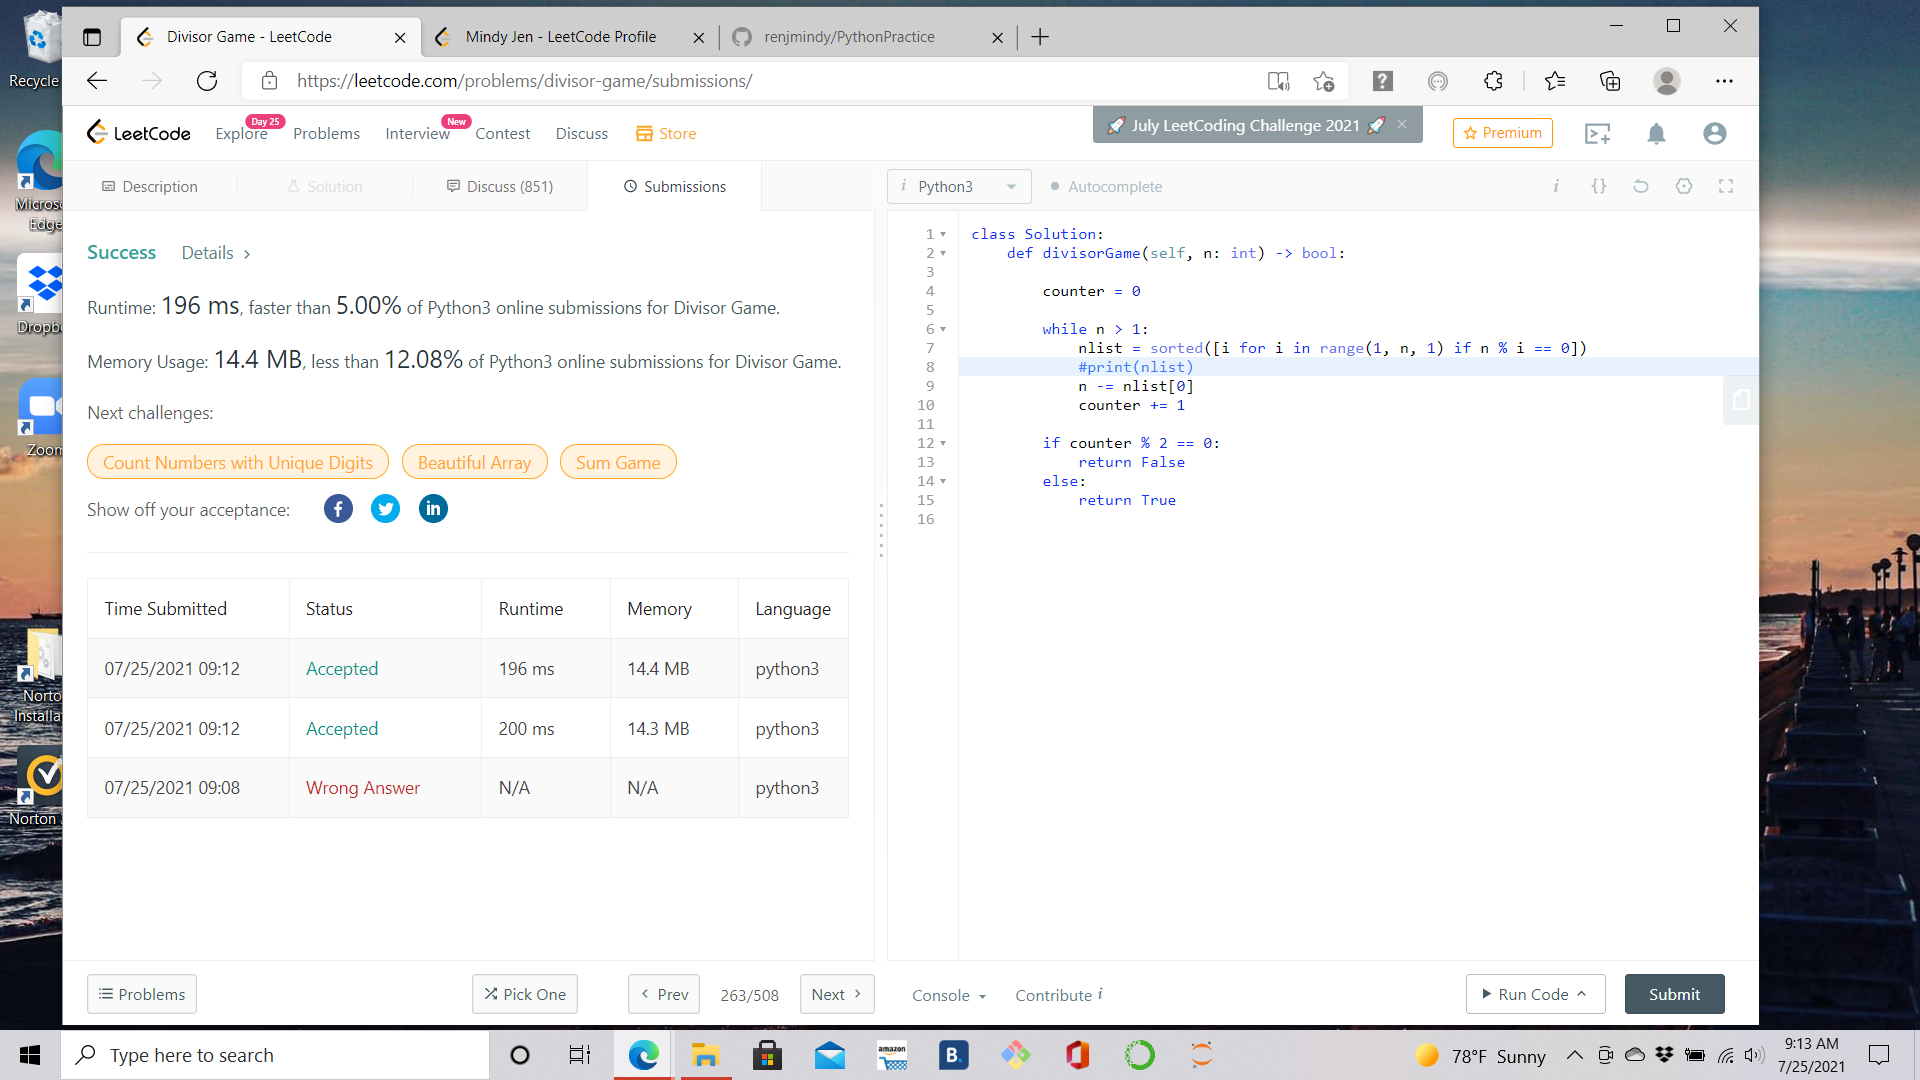 Recycle
Microso
Edge
Dropb
Zoom
Norto
Installa
Norton
Divisor Game - LeetCode
Mindy Jen - LeetCode Profile
renjmindy/PythonPractice
https://leetcode.com/problems/divisor-game/submissions/
LeetCode
Explore
Day 25
Problems
Interview
New
Contest
Discuss
Store
🚀 July LeetCoding Challenge 2021 🚀 ×
Premium
Description
Solution
Discuss (851)
Submissions
i Python3
Autocomplete
i {}
Success Details >
Runtime: 196 ms, faster than 5.00% of Python3 online submissions for Divisor Game.
Memory Usage: 14.4 MB, less than 12.08% of Python3 online submissions for Divisor Game.
Next challenges:
Count Numbers with Unique Digits
Beautiful Array
Sum Game
Show off your acceptance:
f
in
Time Submitted Status Runtime Memory Language
07/25/2021 09:12 Accepted 196 ms 14.4 MB python3
07/25/2021 09:12 Accepted 200 ms 14.3 MB python3
07/25/2021 09:08 Wrong Answer N/A N/A python3
1 class Solution:
2 def divisorGame(self, n: int) -> bool:
3
4 counter = 0
5
6 while n > 1:
7 nlist = sorted([i for i in range(1, n, 1) if n % i == 0])
8 #print(nlist)
9 n -= nlist[0]
10 counter += 1
11
12 if counter % 2 == 0:
13 return False
14 else:
15 return True
16
Problems
Pick One
< Prev
263/508
Next >
Console
Contribute i
Run Code
Submit
Type here to search
amazon
B.
78°F Sunny
9:13 AM
7/25/2021